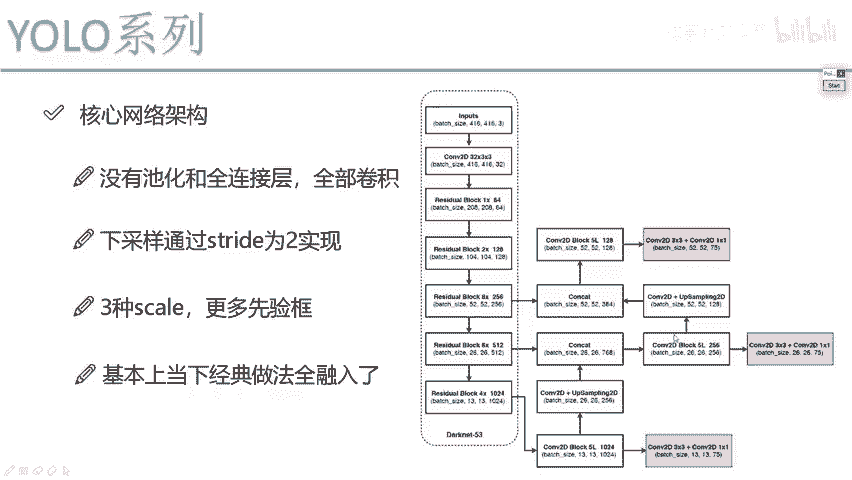 YOLO系列
bilibili
Start
核心网络架构
没有池化和全连接层，全部卷积
下采样通过stride为2实现
3种scale，更多先验框
基本上当下经典做法全融入了
Inputs
(batch_size, 416, 416, 3)
Conv2D 32x3x3
(batch_size, 416, 416, 32)
Residual Block 1x 64
(batch_size, 208, 208, 64)
Residual Block 2x 128
(batch_size, 104, 104, 128)
Residual Block 8x 256
(batch_size, 52, 52, 256)
Residual Block 8x 512
(batch_size, 26, 26, 512)
Residual Block 4x 1024
(batch_size, 13, 13, 1024)
Darknet-53
Conv2D Block 5L 128
(batch_size, 52, 52, 128)
Conv2D 3x3 + Conv2D 1x1
(batch_size, 52, 52, 75)
Concat
(batch_size, 52, 52, 384)
Conv2D + UpSampling2D
(batch_size, 52, 52, 128)
Concat
(batch_size, 26, 26, 768)
Conv2D Block 5L 256
(batch_size, 26, 26, 256)
Conv2D 3x3 + Conv2D 1x1
(batch_size, 26, 26, 75)
Conv2D + UpSampling2D
(batch_size, 26, 26, 256)
Conv2D Block 5L 1024
(batch_size, 13, 13, 1024)
Conv2D 3x3 + Conv2D 1x1
(batch_size, 13, 13, 75)